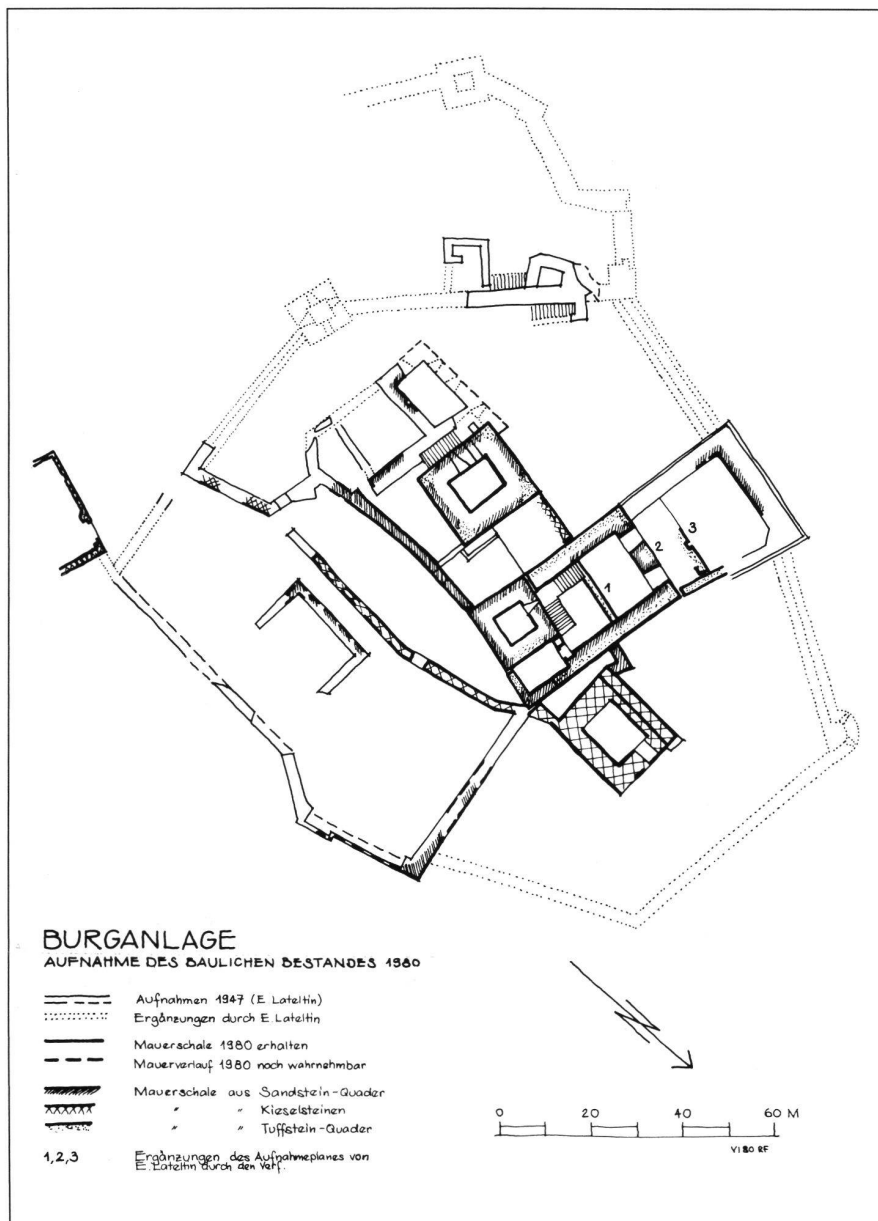 3
2
1
BURGANLAGE
AUFNAHME DES BAULICHEN BESTANDES 1980
Aufnahmen 1947 (E. Lateltin)
Ergänzungen durch E. Lateltin
Mauerschale 1980 erhalten
Mauerverlauf 1980 noch wahrnehmbar
Mauerschale aus Sandstein-Quader
" " Kieselsteinen
" " Tuffstein-Quader
1,2,3 Ergänzungen des Aufnahmeplanes von
E. Lateltin durch den Verf.
0 20 40 60 M
VI 80 RF